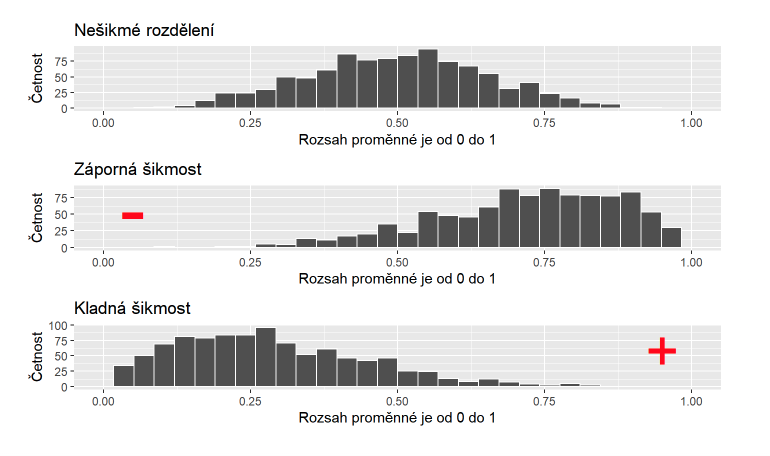 Nešikmé rozdělení
Četnost
75
50
25
0
0.00 0.25 0.50 0.75 1.00
Rozsah proměnné je od 0 do 1
Záporná šikmost
Četnost
75
50
25
0
0.00 0.25 0.50 0.75 1.00
Rozsah proměnné je od 0 do 1
Kladná šikmost
Četnost
100
75
50
25
0
0.00 0.25 0.50 0.75 1.00
Rozsah proměnné je od 0 do 1